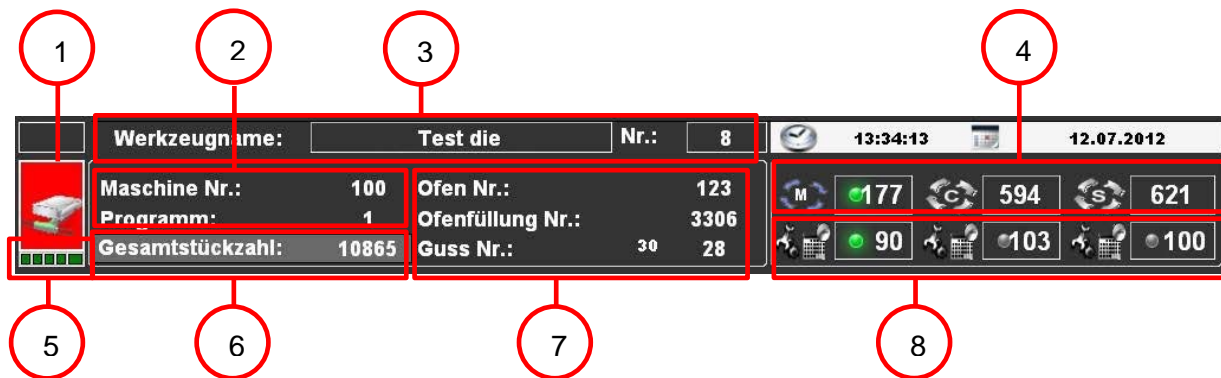 1 2 3 4
Werkzeugname: Test die Nr.: 8 13:34:13 12.07.2012
Maschine Nr.: 100 Ofen Nr.: 123 M 177 C 594 S 621
Programm: 1 Ofenfüllung Nr.: 3306
Gesamtstückzahl: 10865 Guss Nr.: 30 28 90 103 100
5 6 7 8